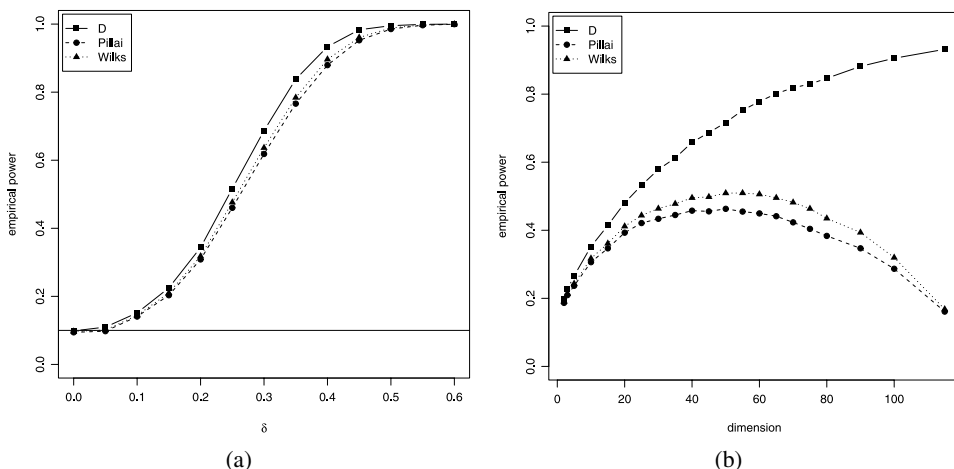 D
Pillai
Wilks
empirical power
0.0
0.2
0.4
0.6
0.8
1.0
0.0 0.1 0.2 0.3 0.4 0.5 0.6
δ
(a)
D
Pillai
Wilks
empirical power
0.0
0.2
0.4
0.6
0.8
1.0
0 20 40 60 80 100
dimension
(b)